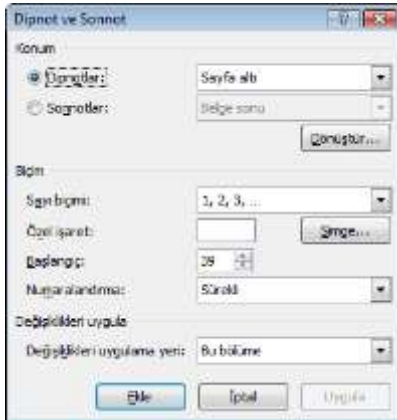 Dipnot ve Sonnot
Konum
Dipnotlar: Sayfa altı
Sonnotlar: Belge sonu
Dönüştür...
Biçim
Sayı biçimi: 1, 2, 3, ...
Özel işaret: Simge...
Başlangıç: 39
Numaralandırma: Sürekli
Değişiklikleri uygula
Değişiklikleri uygulama yeri: Bu bölüme
Ekle İptal Uygula